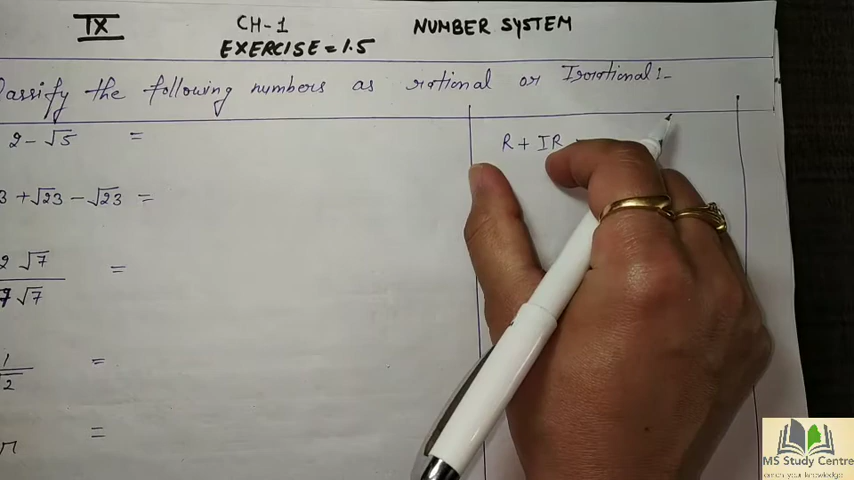 IX CH-1 NUMBER SYSTEM
EXERCISE = 1.5
lassify the following numbers as rational or Irrational :-
2 - √5 =
R + IR
3 + √23 - √23 =
2 √7
7 √7
=
1
√2
=
=
MS Study Centre